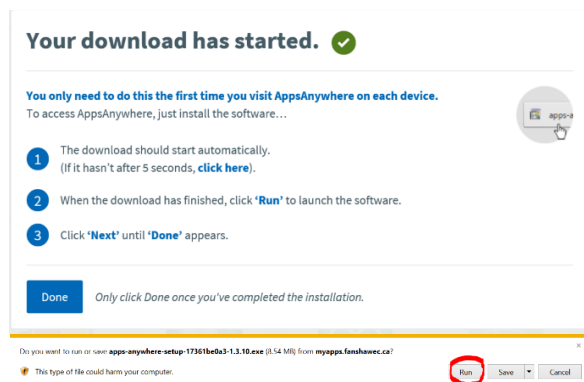 Your download has started.
You only need to do this the first time you visit AppsAnywhere on each device.
To access AppsAnywhere, just install the software…
apps-a
1 The download should start automatically.
(If it hasn't after 5 seconds, click here).
2 When the download has finished, click ‘Run’ to launch the software.
3 Click ‘Next’ until ‘Done’ appears.
Done Only click Done once you've completed the installation.
Do you want to run or save apps-anywhere-setup-17361be0a3-1.3.10.exe (8.54 MB) from myapps.fanshawec.ca?
This type of file could harm your computer.
Run Save Cancel